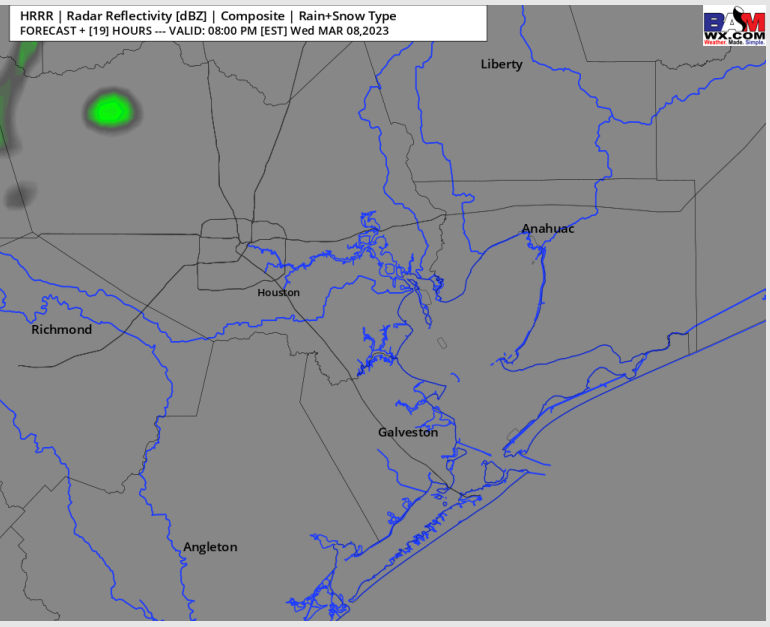 HRRR | Radar Reflectivity [dBZ] | Composite | Rain+Snow Type
FORECAST + [19] HOURS --- VALID: 08:00 PM [EST] Wed MAR 08,2023
BAM
WX.COM
Weather. Made. Simple.
Liberty
Anahuac
Houston
Richmond
Galveston
Angleton